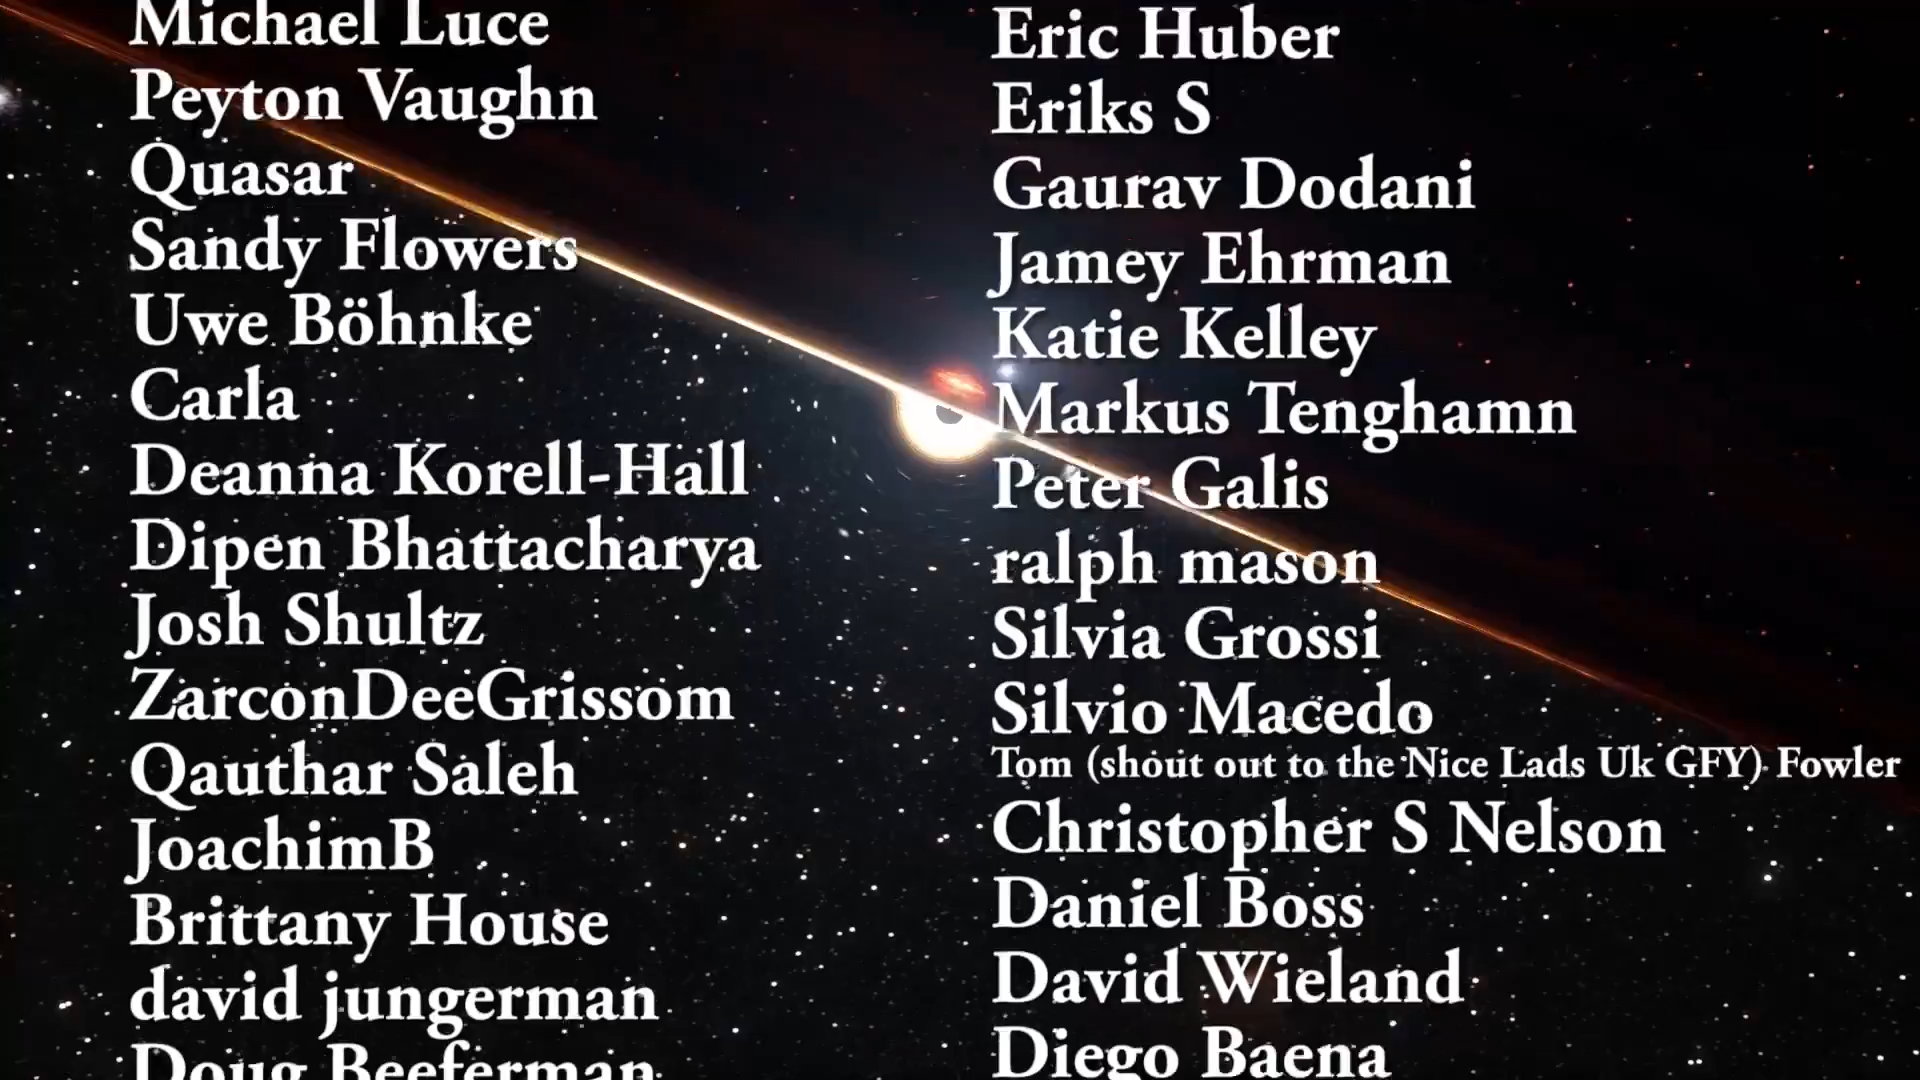 Michael Luce
Peyton Vaughn
Quasar
Sandy Flowers
Uwe Böhnke
Carla
Deanna Korell-Hall
Dipen Bhattacharya
Josh Shultz
ZarconDeeGrissom
Qauthar Saleh
JoachimB
Brittany House
david jungerman
Doug Beeferman
Eric Huber
Eriks S
Gaurav Dodani
Jamey Ehrman
Katie Kelley
Markus Tenghamn
Peter Galis
ralph mason
Silvia Grossi
Silvio Macedo
Tom (shout out to the Nice Lads Uk GFY) Fowler
Christopher S Nelson
Daniel Boss
David Wieland
Diego Baena